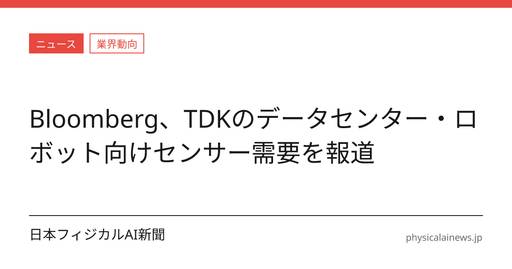 ニュース 業界動向
Bloomberg、TDKのデータセンター・ロ
ボット向けセンサー需要を報道
日本フィジカルAI新聞 physicalainews.jp